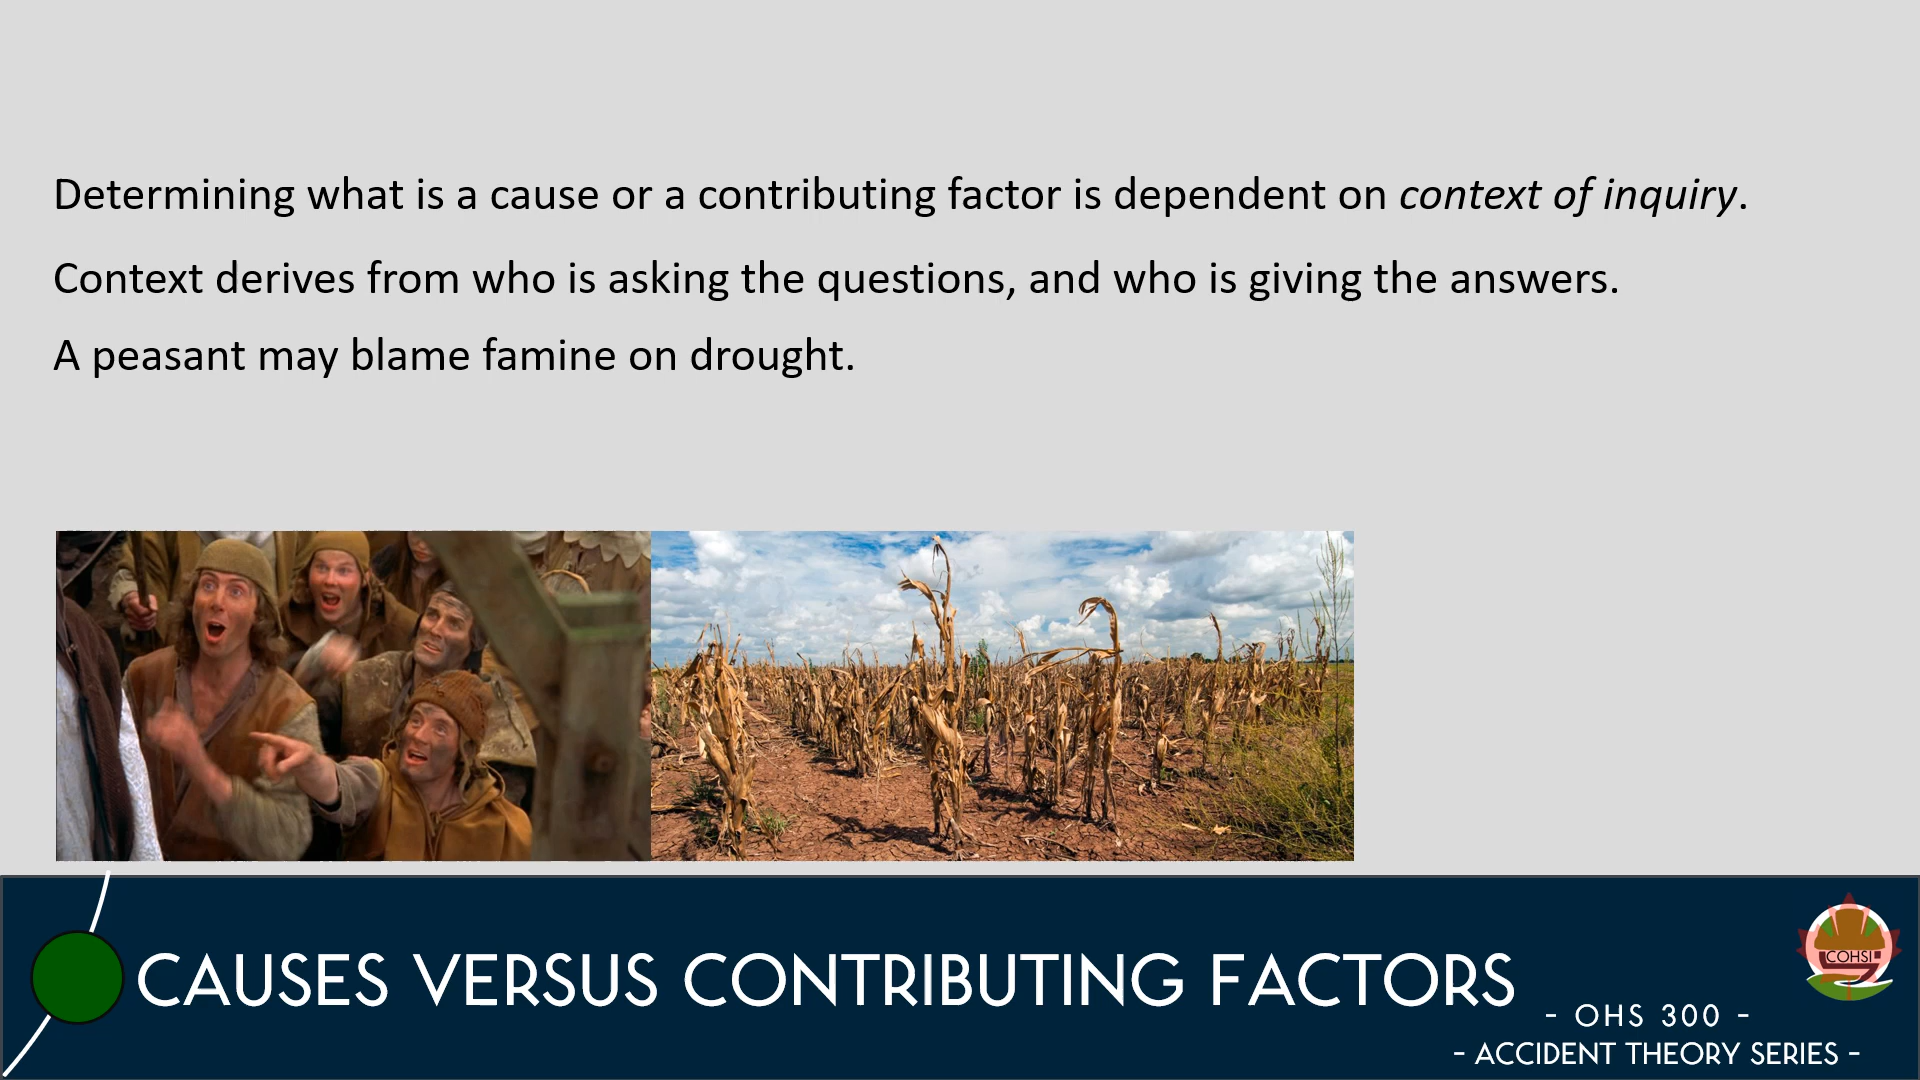 Determining what is a cause or a contributing factor is dependent on context of inquiry.
Context derives from who is asking the questions, and who is giving the answers.
A peasant may blame famine on drought.
CAUSES VERSUS CONTRIBUTING FACTORS
COHSI
- OHS 300 -
- ACCIDENT THEORY SERIES -